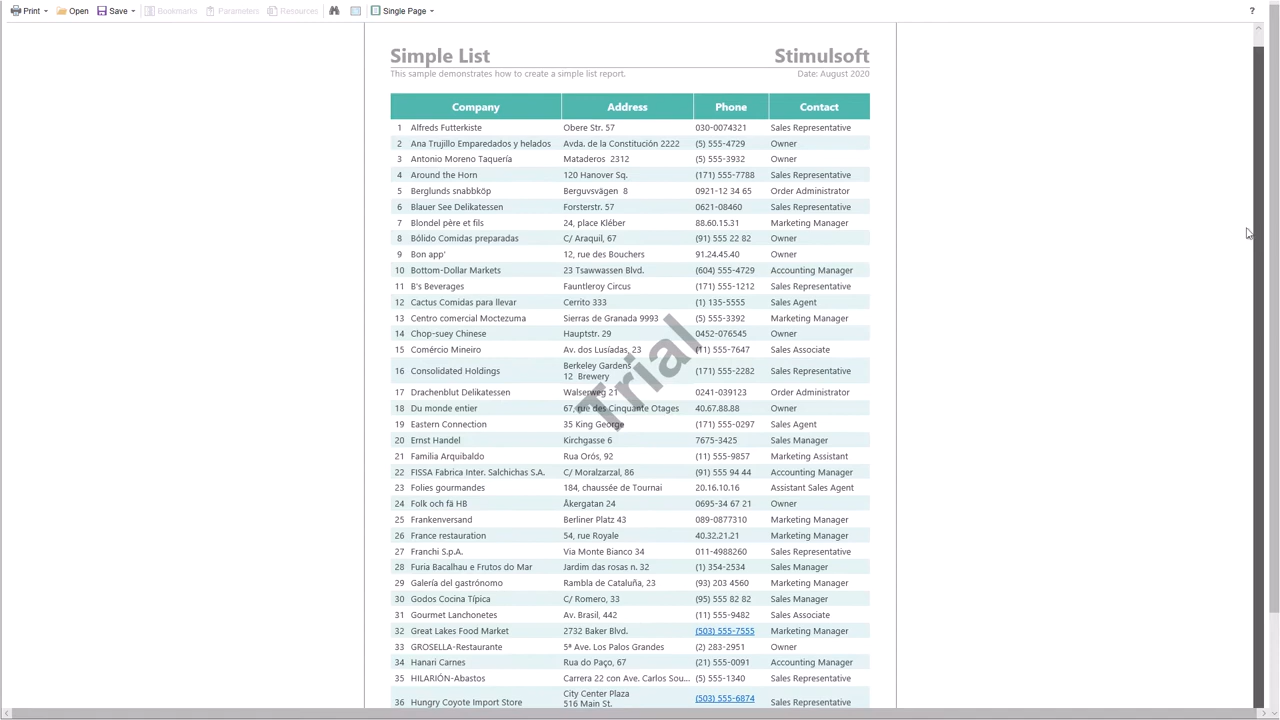 Print Open Save Bookmarks Parameters Resources Single Page ?
Simple List Stimulsoft
This sample demonstrates how to create a simple list report. Date: August 2020
Company Address Phone Contact
1 Alfreds Futterkiste Obere Str. 57 030-0074321 Sales Representative
2 Ana Trujillo Emparedados y helados Avda. de la Constitución 2222 (5) 555-4729 Owner
3 Antonio Moreno Taquería Mataderos 2312 (5) 555-3932 Owner
4 Around the Horn 120 Hanover Sq. (171) 555-7788 Sales Representative
5 Berglunds snabbköp Berguvsvägen 8 0921-12 34 65 Order Administrator
6 Blauer See Delikatessen Forsterstr. 57 0621-08460 Sales Representative
7 Blondel père et fils 24, place Kléber 88.60.15.31 Marketing Manager
8 Bólido Comidas preparadas C/ Araquil, 67 (91) 555 22 82 Owner
9 Bon app' 12, rue des Bouchers 91.24.45.40 Owner
10 Bottom-Dollar Markets 23 Tsawwassen Blvd. (604) 555-4729 Accounting Manager
11 B's Beverages Fauntleroy Circus (171) 555-1212 Sales Representative
12 Cactus Comidas para llevar Cerrito 333 (1) 135-5555 Sales Agent
13 Centro comercial Moctezuma Sierras de Granada 9993 (5) 555-3392 Marketing Manager
14 Chop-suey Chinese Hauptstr. 29 0452-076545 Owner
15 Comércio Mineiro Av. dos Lusíadas, 23 (11) 555-7647 Sales Associate
16 Consolidated Holdings Berkeley Gardens (171) 555-2282 Sales Representative
12 Brewery
17 Drachenblut Delikatessen Walserweg 21 0241-039123 Order Administrator
18 Du monde entier 67, rue des Cinquante Otages 40.67.88.88 Owner
19 Eastern Connection 35 King George (171) 555-0297 Sales Agent
20 Ernst Handel Kirchgasse 6 7675-3425 Sales Manager
21 Familia Arquibaldo Rua Orós, 92 (11) 555-9857 Marketing Assistant
22 FISSA Fabrica Inter. Salchichas S.A. C/ Moralzarzal, 86 (91) 555 94 44 Accounting Manager
23 Folies gourmandes 184, chaussée de Tournai 20.16.10.16 Assistant Sales Agent
24 Folk och fä HB Åkergatan 24 0695-34 67 21 Owner
25 Frankenversand Berliner Platz 43 089-0877310 Marketing Manager
26 France restauration 54, rue Royale 40.32.21.21 Marketing Manager
27 Franchi S.p.A. Via Monte Bianco 34 011-4988260 Sales Representative
28 Furia Bacalhau e Frutos do Mar Jardim das rosas n. 32 (1) 354-2534 Sales Manager
29 Galería del gastrónomo Rambla de Cataluña, 23 (93) 203 4560 Marketing Manager
30 Godos Cocina Típica C/ Romero, 33 (95) 555 82 82 Sales Manager
31 Gourmet Lanchonetes Av. Brasil, 442 (11) 555-9482 Sales Associate
32 Great Lakes Food Market 2732 Baker Blvd. (503) 555-7555 Marketing Manager
33 GROSELLA-Restaurante 5ª Ave. Los Palos Grandes (2) 283-2951 Owner
34 Hanari Carnes Rua do Paço, 67 (21) 555-0091 Accounting Manager
35 HILARIÓN-Abastos Carrera 22 con Ave. Carlos Sou... (5) 555-1340 Sales Representative
36 Hungry Coyote Import Store City Center Plaza (503) 555-6874 Sales Representative
516 Main St.
Trial